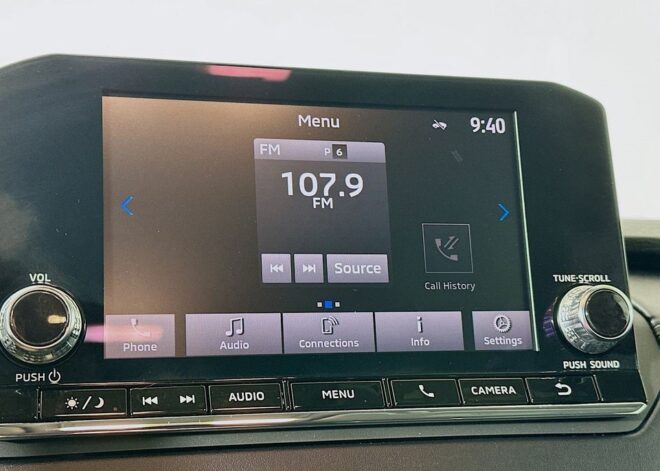 Menu
9:40
FM
P 6
107.9
FM
Source
Call History
Phone
Audio
Connections
Info
Settings
VOL
PUSH
TUNE·SCROLL
PUSH SOUND
AUDIO
MENU
CAMERA